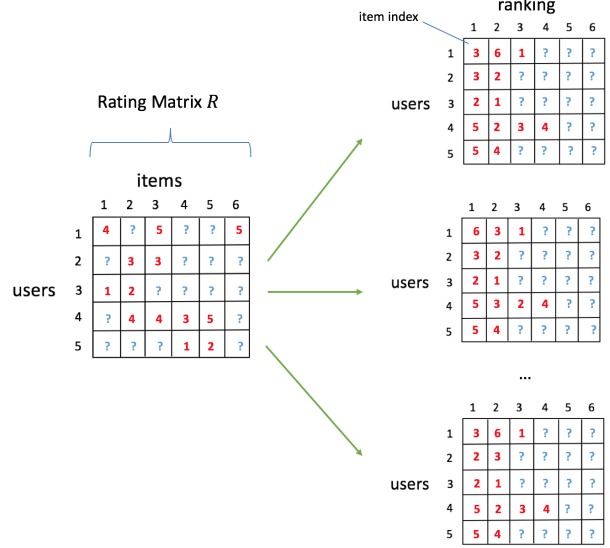 Rating Matrix R
items
1 2 3 4 5 6
users
1 4 ? 5 ? ? 5
2 ? 3 3 ? ? ?
3 1 2 ? ? ? ?
4 ? 4 4 3 5 ?
5 ? ? ? 1 2 ?
ranking
item index
1 2 3 4 5 6
users
1 3 6 1 ? ? ?
2 3 2 ? ? ? ?
3 2 1 ? ? ? ?
4 5 2 3 4 ? ?
5 5 4 ? ? ? ?
1 2 3 4 5 6
users
1 6 3 1 ? ? ?
2 3 2 ? ? ? ?
3 2 1 ? ? ? ?
4 5 3 2 4 ? ?
5 5 4 ? ? ? ?
...
1 2 3 4 5 6
users
1 3 6 1 ? ? ?
2 2 3 ? ? ? ?
3 2 1 ? ? ? ?
4 5 2 3 4 ? ?
5 5 4 ? ? ? ?